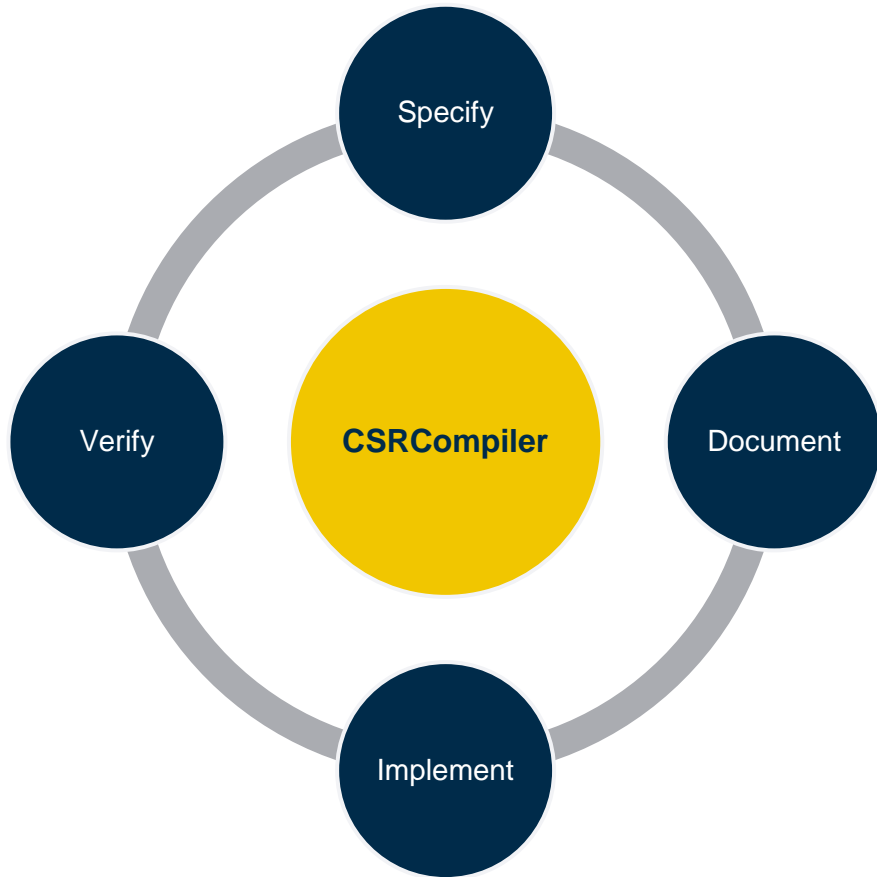 Specify
Verify
CSRCompiler
Document
Implement